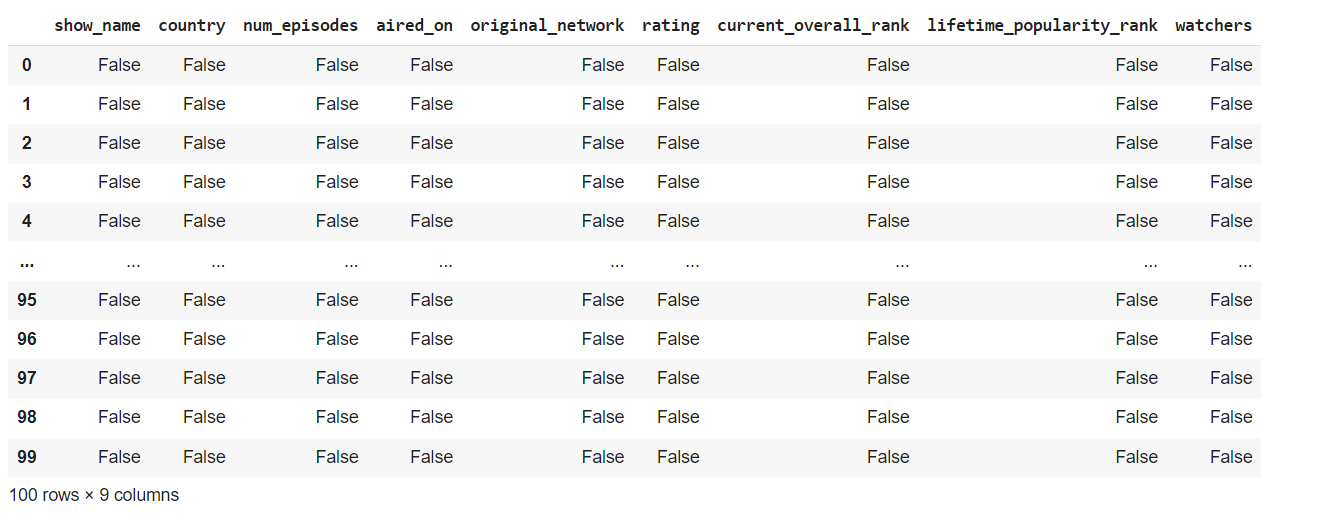 show_name country num_episodes aired_on original_network rating current_overall_rank lifetime_popularity_rank watchers
0 False False False False False False False False False
1 False False False False False False False False False
2 False False False False False False False False False
3 False False False False False False False False False
4 False False False False False False False False False
... ... ... ... ... ... ... ... ... ...
95 False False False False False False False False False
96 False False False False False False False False False
97 False False False False False False False False False
98 False False False False False False False False False
99 False False False False False False False False False
100 rows × 9 columns